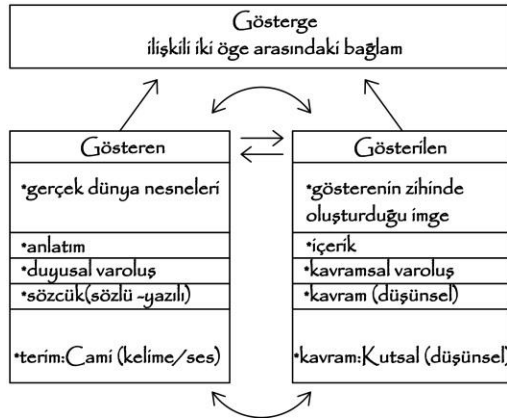 Gösterge
ilişkili iki öge arasındaki bağlam
Gösteren
*gerçek dünya nesneleri
*anlatım
*duyusal varoluş
*sözcük(sözlü -yazılı)
*terim:Cami (kelime/ses)
Gösterilen
*gösterenin zihinde
oluşturduğu imge
*içerik
*kavramsal varoluş
*kavram (düşünsel)
*kavram:Kutsal (düşünsel)